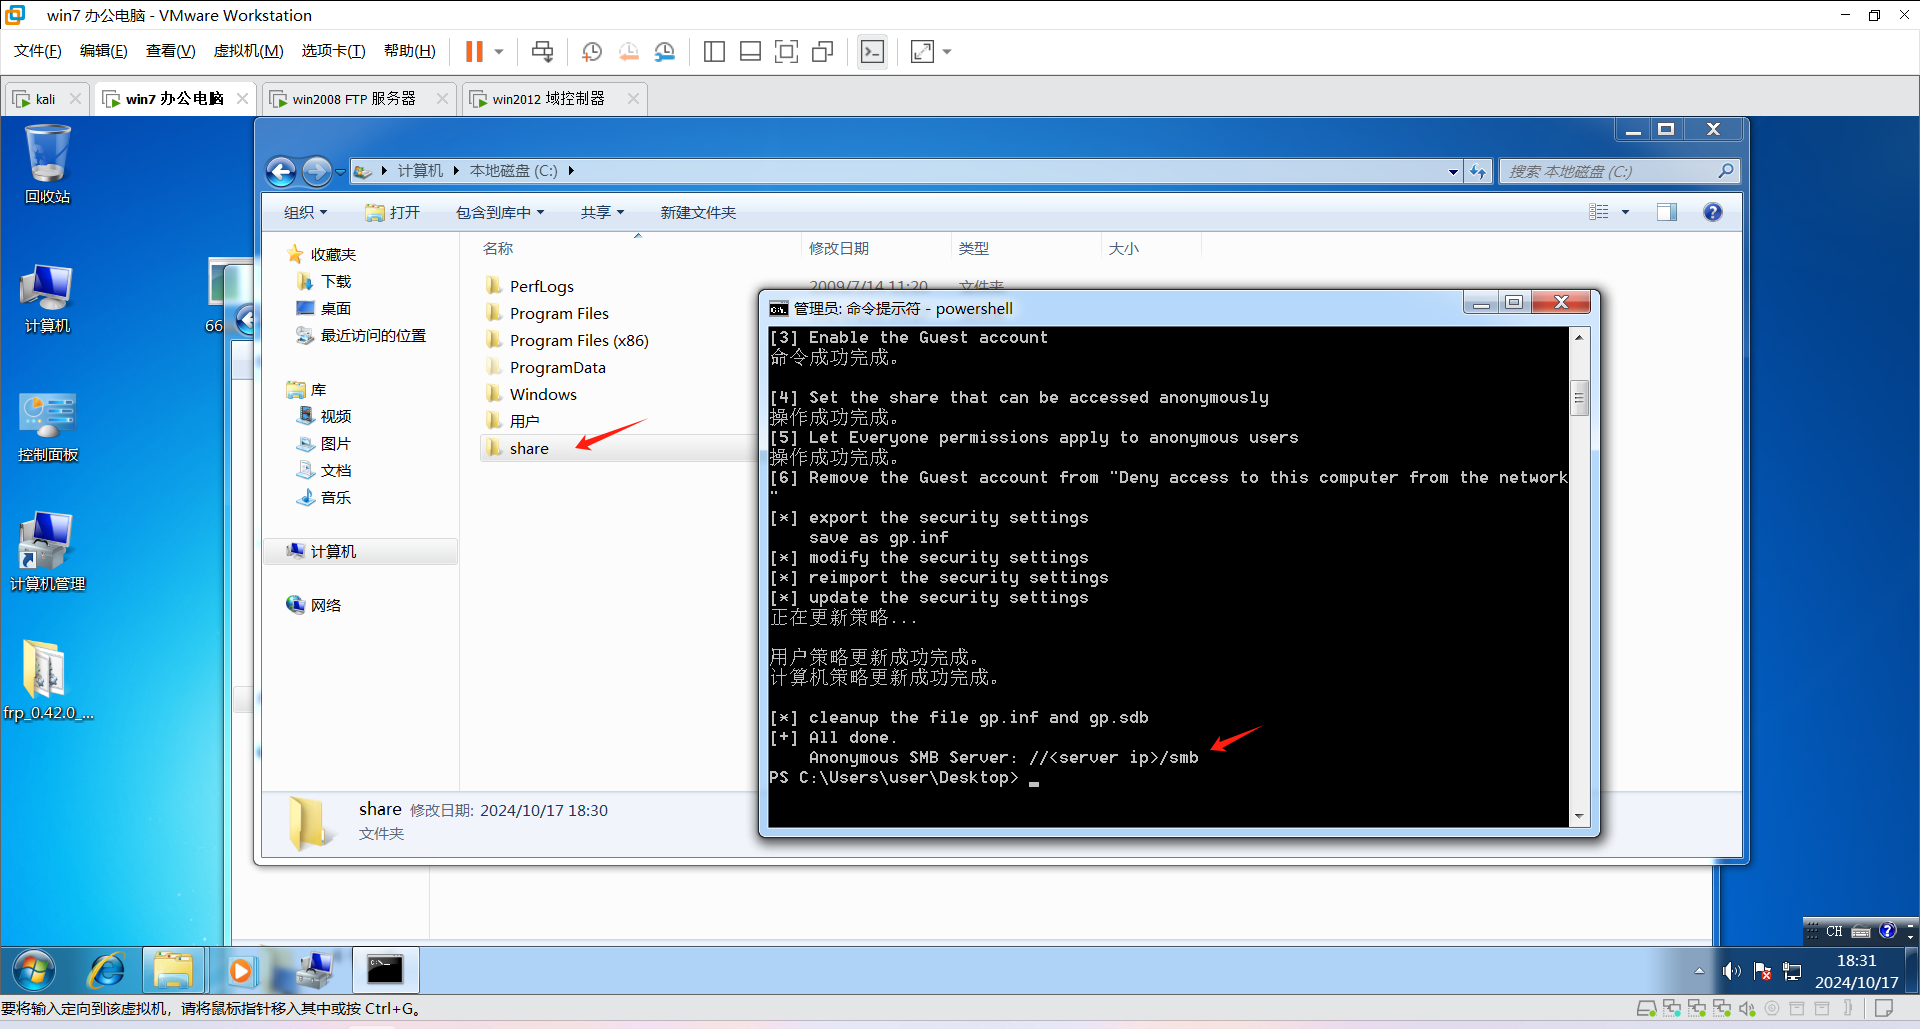 win7 办公电脑 - VMware Workstation
文件(F) 编辑(E) 查看(V) 虚拟机(M) 选项卡(T) 帮助(H)
kali
win7 办公电脑
win2008 FTP 服务器
win2012 域控制器
回收站
计算机
控制面板
计算机管理
frp_0.42.0_...
66
计算机 本地磁盘 (C:)
搜索 本地磁盘 (C:)
组织 打开 包含到库中 共享 新建文件夹
收藏夹
下载
桌面
最近访问的位置
库
视频
图片
文档
音乐
计算机
网络
名称 修改日期 类型 大小
PerfLogs 2009/7/14 11:20 文件夹
Program Files
Program Files (x86)
ProgramData
Windows
用户
share
share 修改日期: 2024/10/17 18:30
文件夹
管理员: 命令提示符 - powershell
[3] Enable the Guest account
命令成功完成。
[4] Set the share that can be accessed anonymously
操作成功完成。
[5] Let Everyone permissions apply to anonymous users
操作成功完成。
[6] Remove the Guest account from "Deny access to this computer from the network
"
[*] export the security settings
save as gp.inf
[*] modify the security settings
[*] reimport the security settings
[*] update the security settings
正在更新策略...
用户策略更新成功完成。
计算机策略更新成功完成。
[*] cleanup the file gp.inf and gp.sdb
[+] All done.
Anonymous SMB Server: //<server ip>/smb
PS C:\Users\user\Desktop> _
CH
18:31
2024/10/17
要将输入定向到该虚拟机，请将鼠标指针移入其中或按 Ctrl+G。